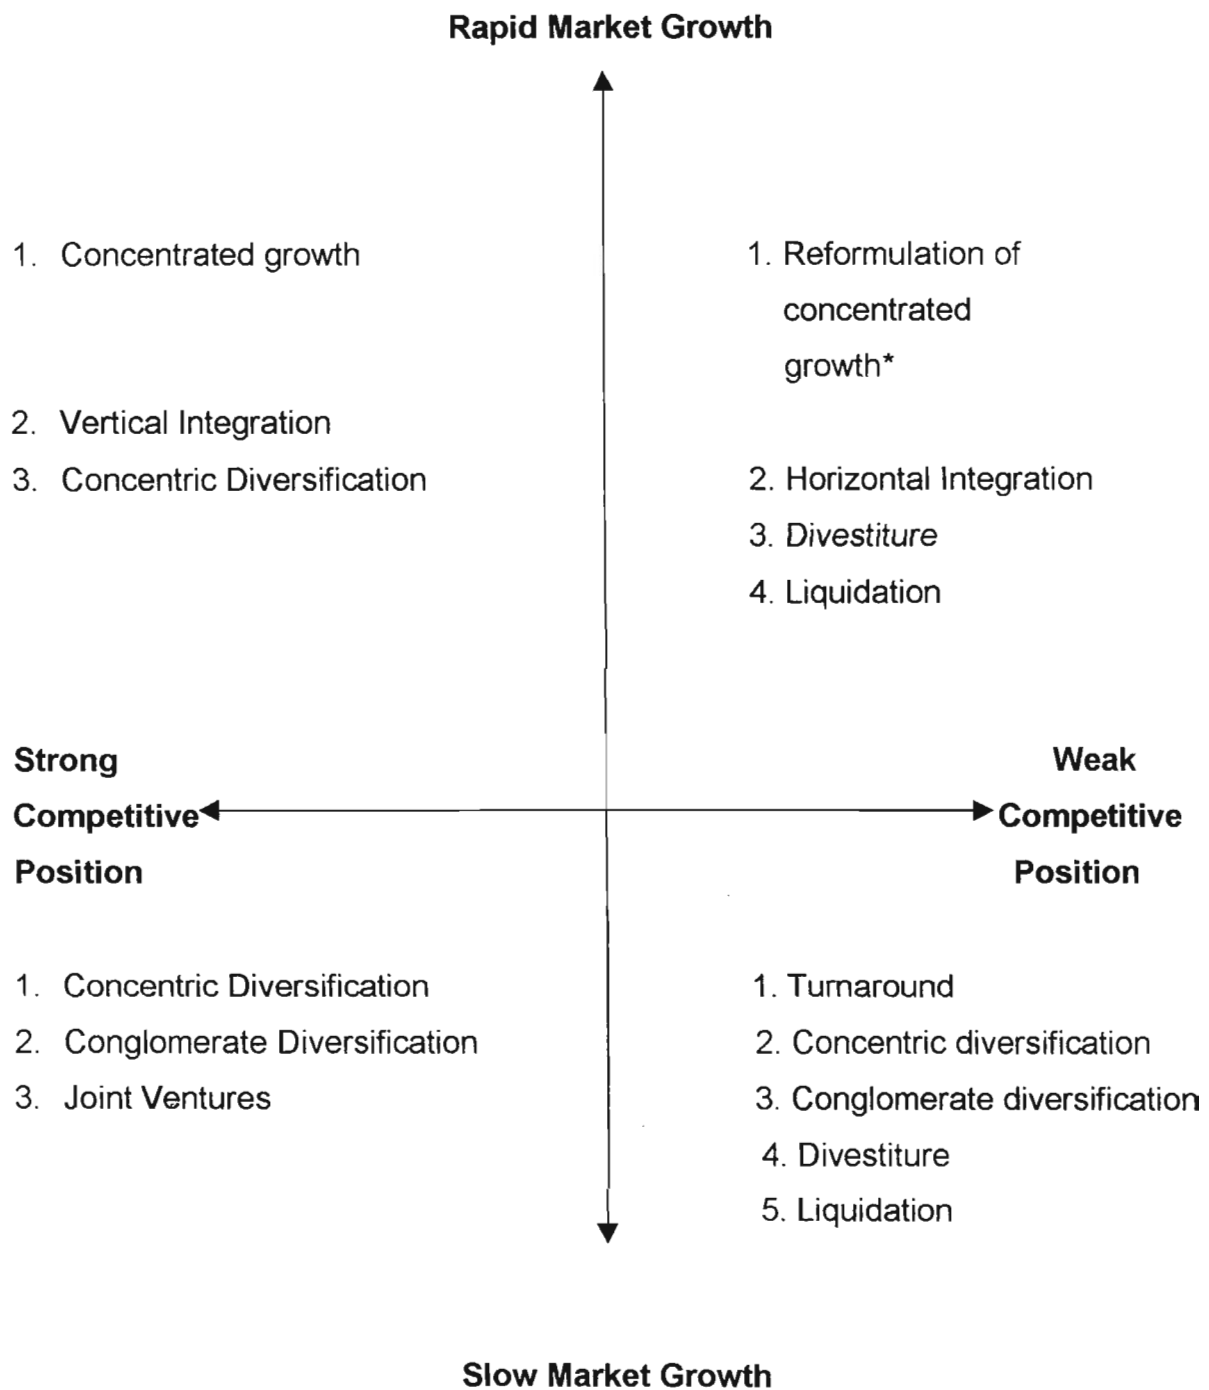 Rapid Market Growth
1. Concentrated growth
2. Vertical Integration
3. Concentric Diversification
1. Reformulation of
concentrated
growth*
2. Horizontal Integration
3. Divestiture
4. Liquidation
Strong
Competitive
Position
Weak
Competitive
Position
1. Concentric Diversification
2. Conglomerate Diversification
3. Joint Ventures
1. Turnaround
2. Concentric diversification
3. Conglomerate diversification
4. Divestiture
5. Liquidation
Slow Market Growth